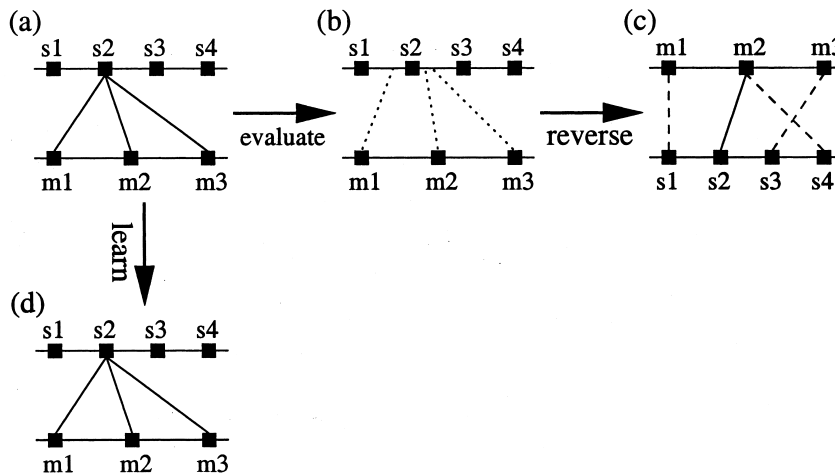 (a)
s1 s2 s3 s4
m1 m2 m3
evaluate
(b)
s1 s2 s3 s4
m1 m2 m3
reverse
(c)
m1 m2 m3
s1 s2 s3 s4
learn
(d)
s1 s2 s3 s4
m1 m2 m3